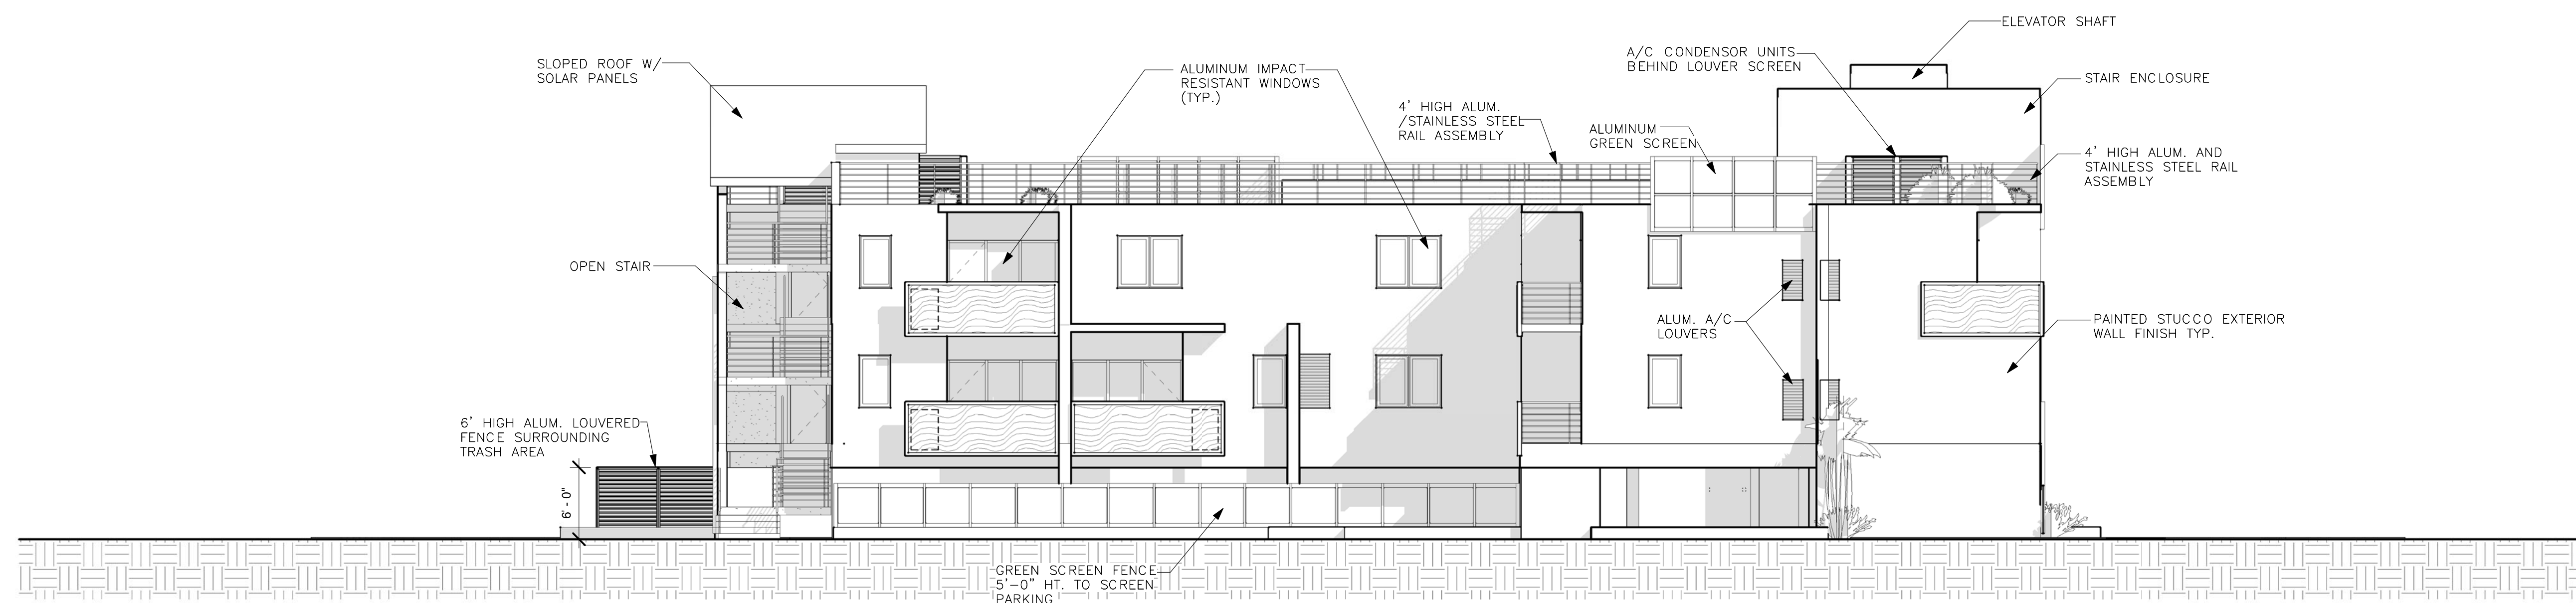 ELEVATOR SHAFT
A/C CONDENSOR UNITS
BEHIND LOUVER SCREEN
SLOPED ROOF W/
SOLAR PANELS
ALUMINUM IMPACT
RESISTANT WINDOWS
(TYP.)
STAIR ENCLOSURE
4' HIGH ALUM.
/STAINLESS STEEL
RAIL ASSEMBLY
ALUMINUM
GREEN SCREEN
4' HIGH ALUM. AND
STAINLESS STEEL RAIL
ASSEMBLY
OPEN STAIR
ALUM. A/C
LOUVERS
PAINTED STUCCO EXTERIOR
WALL FINISH TYP.
6' HIGH ALUM. LOUVERED
FENCE SURROUNDING
TRASH AREA
6'-0"
GREEN SCREEN FENCE
5'-0" HT. TO SCREEN
PARKING